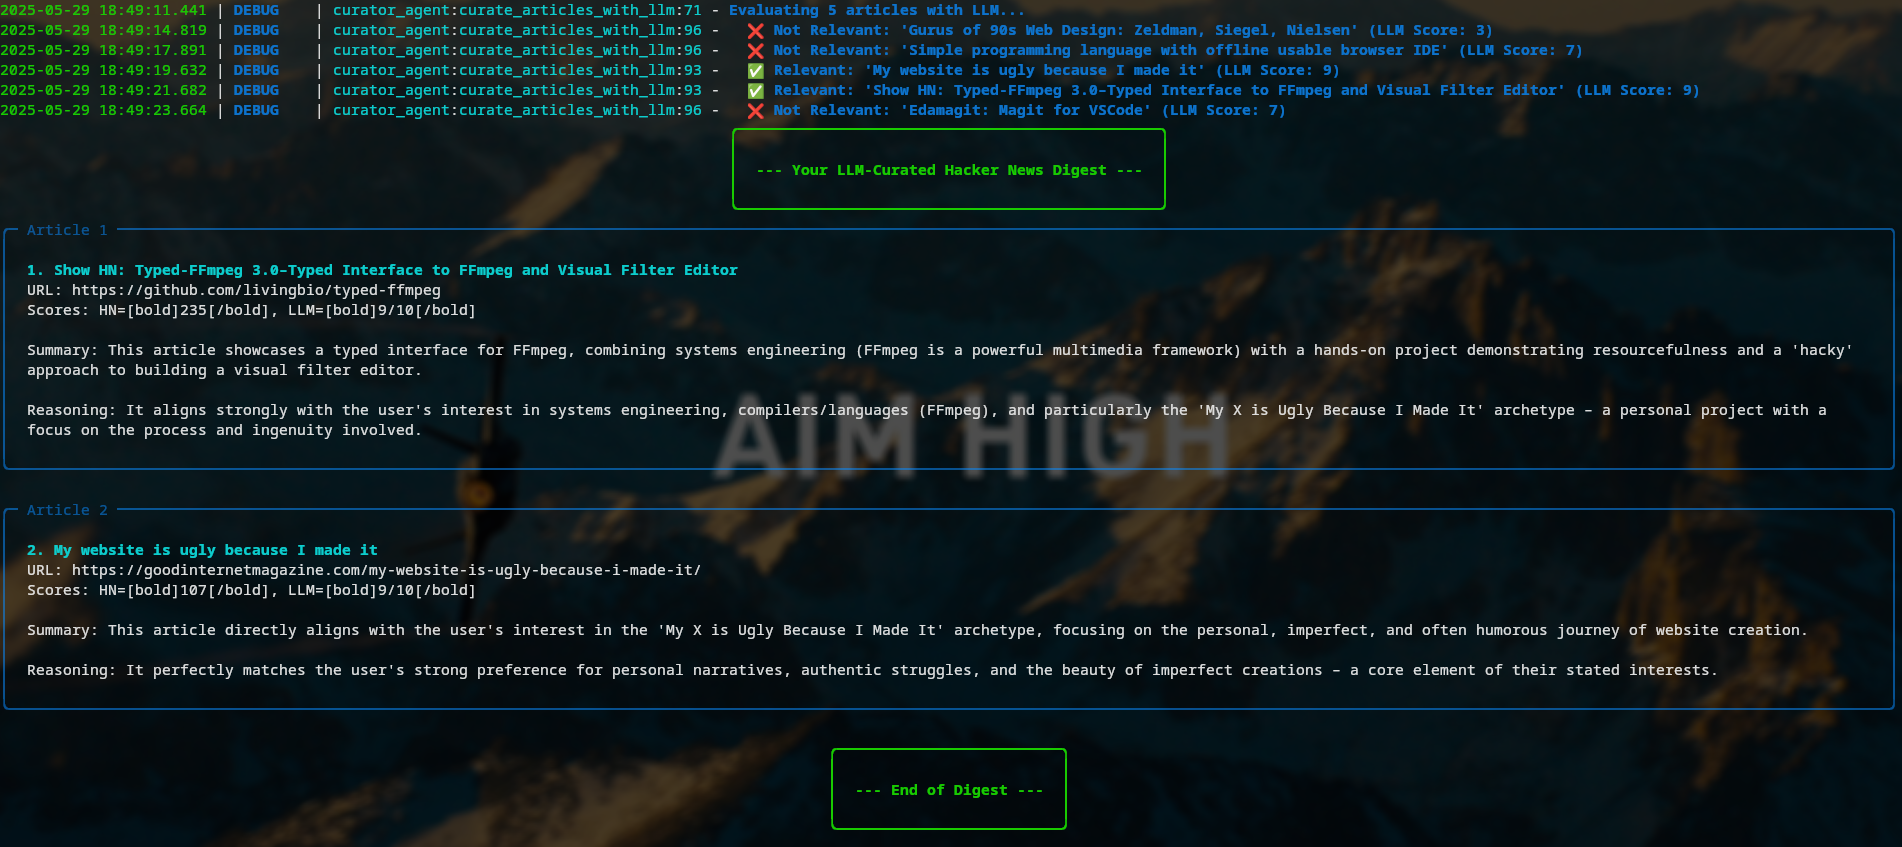 2025-05-29 18:49:11.441 | DEBUG    | curator_agent:curate_articles_with_llm:71 - Evaluating 5 articles with LLM...
2025-05-29 18:49:14.819 | DEBUG    | curator_agent:curate_articles_with_llm:96 -   ❌ Not Relevant: 'Gurus of 90s Web Design: Zeldman, Siegel, Nielsen' (LLM Score: 3)
2025-05-29 18:49:17.891 | DEBUG    | curator_agent:curate_articles_with_llm:96 -   ❌ Not Relevant: 'Simple programming language with offline usable browser IDE' (LLM Score: 7)
2025-05-29 18:49:19.632 | DEBUG    | curator_agent:curate_articles_with_llm:93 -   ✅ Relevant: 'My website is ugly because I made it' (LLM Score: 9)
2025-05-29 18:49:21.682 | DEBUG    | curator_agent:curate_articles_with_llm:93 -   ✅ Relevant: 'Show HN: Typed-FFmpeg 3.0–Typed Interface to FFmpeg and Visual Filter Editor' (LLM Score: 9)
2025-05-29 18:49:23.664 | DEBUG    | curator_agent:curate_articles_with_llm:96 -   ❌ Not Relevant: 'Edamagit: Magit for VSCode' (LLM Score: 7)
--- Your LLM-Curated Hacker News Digest ---
Article 1
1. Show HN: Typed-FFmpeg 3.0–Typed Interface to FFmpeg and Visual Filter Editor
URL: https://github.com/livingbio/typed-ffmpeg
Scores: HN=[bold]235[/bold], LLM=[bold]9/10[/bold]
Summary: This article showcases a typed interface for FFmpeg, combining systems engineering (FFmpeg is a powerful multimedia framework) with a hands-on project demonstrating resourcefulness and a 'hacky'
approach to building a visual filter editor.
Reasoning: It aligns strongly with the user's interest in systems engineering, compilers/languages (FFmpeg), and particularly the 'My X is Ugly Because I Made It' archetype – a personal project with a
focus on the process and ingenuity involved.
AIM HIGH
Article 2
2. My website is ugly because I made it
URL: https://goodinternetmagazine.com/my-website-is-ugly-because-i-made-it/
Scores: HN=[bold]107[/bold], LLM=[bold]9/10[/bold]
Summary: This article directly aligns with the user's interest in the 'My X is Ugly Because I Made It' archetype, focusing on the personal, imperfect, and often humorous journey of website creation.
Reasoning: It perfectly matches the user's strong preference for personal narratives, authentic struggles, and the beauty of imperfect creations – a core element of their stated interests.
--- End of Digest ---